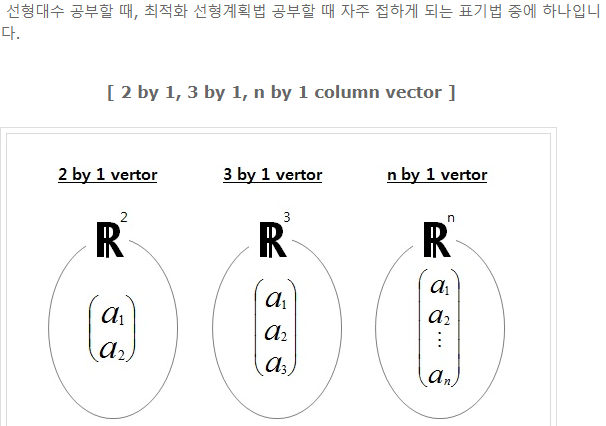 선형대수 공부할 때, 최적화 선형계획법 공부할 때 자주 접하게 되는 표기법 중에 하나입니
다.
[ 2 by 1, 3 by 1, n by 1 column vector ]
2 by 1 vertor 3 by 1 vertor n by 1 vertor
ℝ² ℝ³ ℝⁿ
(a₁ a₂) (a₁ a₂ a₃) (a₁ a₂ ⋮ aₙ)